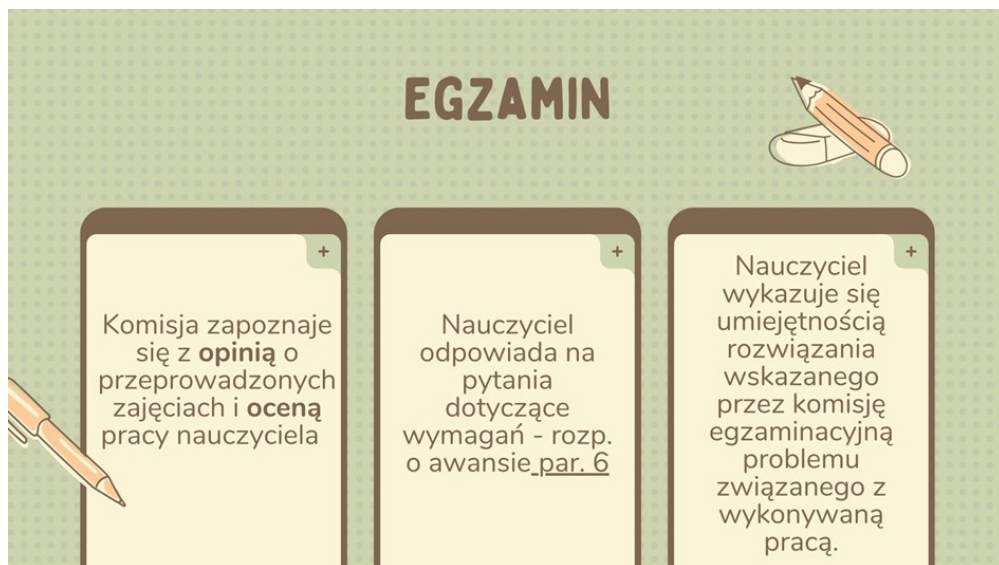 EGZAMIN
+
Komisja zapoznaje
się z opinią o
przeprowadzonych
zajęciach i oceną
pracy nauczyciela
+
Nauczyciel
odpowiada na
pytania
dotyczące
wymagań - rozp.
o awansie par. 6
+
Nauczyciel
wykazuje się
umiejętnością
rozwiązania
wskazanego
przez komisję
egzaminacyjną
problemu
związanego z
wykonywaną
pracą.